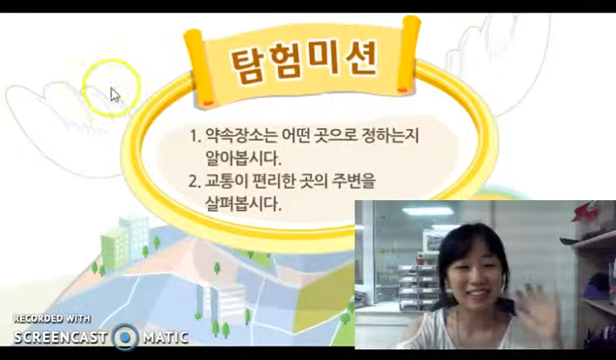 탐험미션
1. 약속장소는 어떤 곳으로 정하는지
알아봅시다.
2. 교통이 편리한 곳의 주변을
살펴봅시다.
RECORDED WITH
SCREENCAST MATIC